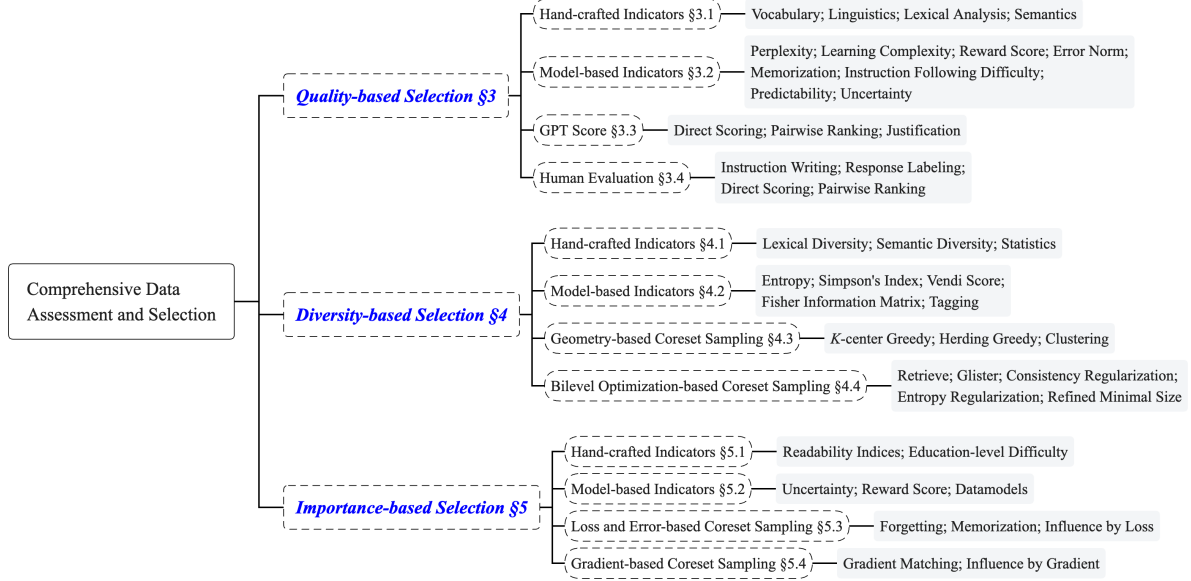 Comprehensive Data
Assessment and Selection
Quality-based Selection §3
Hand-crafted Indicators §3.1
Vocabulary; Linguistics; Lexical Analysis; Semantics
Model-based Indicators §3.2
Perplexity; Learning Complexity; Reward Score; Error Norm;
Memorization; Instruction Following Difficulty;
Predictability; Uncertainty
GPT Score §3.3
Direct Scoring; Pairwise Ranking; Justification
Human Evaluation §3.4
Instruction Writing; Response Labeling;
Direct Scoring; Pairwise Ranking
Diversity-based Selection §4
Hand-crafted Indicators §4.1
Lexical Diversity; Semantic Diversity; Statistics
Model-based Indicators §4.2
Entropy; Simpson's Index; Vendi Score;
Fisher Information Matrix; Tagging
Geometry-based Coreset Sampling §4.3
K-center Greedy; Herding Greedy; Clustering
Bilevel Optimization-based Coreset Sampling §4.4
Retrieve; Glister; Consistency Regularization;
Entropy Regularization; Refined Minimal Size
Importance-based Selection §5
Hand-crafted Indicators §5.1
Readability Indices; Education-level Difficulty
Model-based Indicators §5.2
Uncertainty; Reward Score; Datamodels
Loss and Error-based Coreset Sampling §5.3
Forgetting; Memorization; Influence by Loss
Gradient-based Coreset Sampling §5.4
Gradient Matching; Influence by Gradient